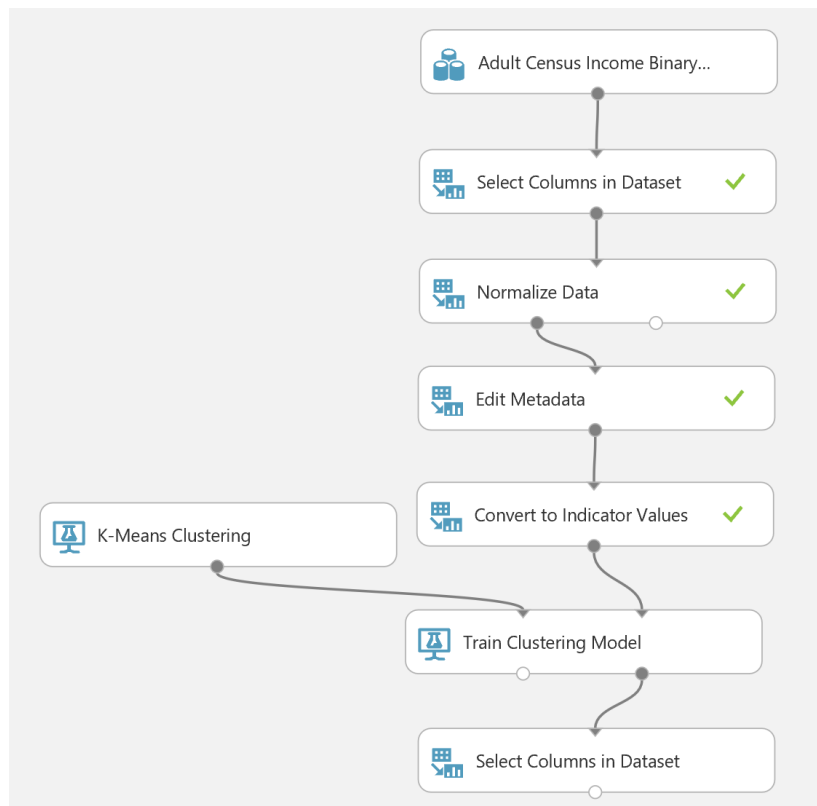 Adult Census Income Binary...
Select Columns in Dataset
Normalize Data
Edit Metadata
Convert to Indicator Values
K-Means Clustering
Train Clustering Model
Select Columns in Dataset